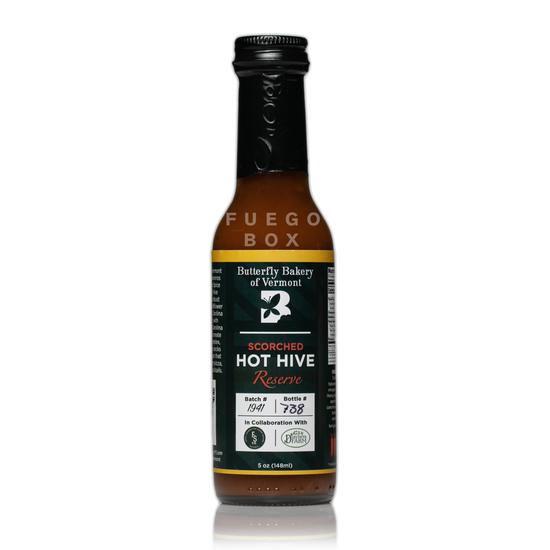 FUEGO
BOX
Butterfly Bakery
of Vermont
SCORCHED
HOT HIVE
Reserve
Batch #
Bottle #
1941
738
In Collaboration With
5 oz (148ml)